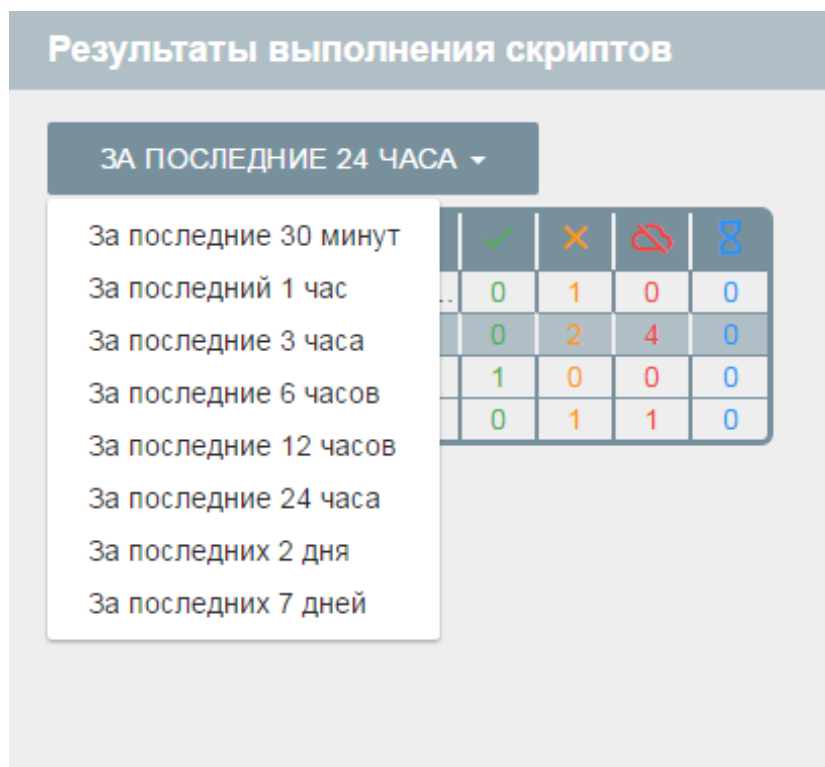 Результаты выполнения скриптов
ЗА ПОСЛЕДНИЕ 24 ЧАСА
За последние 30 минут
За последний 1 час
За последние 3 часа
За последние 6 часов
За последние 12 часов
За последние 24 часа
За последних 2 дня
За последних 7 дней
.. 0 1 0 0
0 2 4 0
1 0 0 0
0 1 1 0